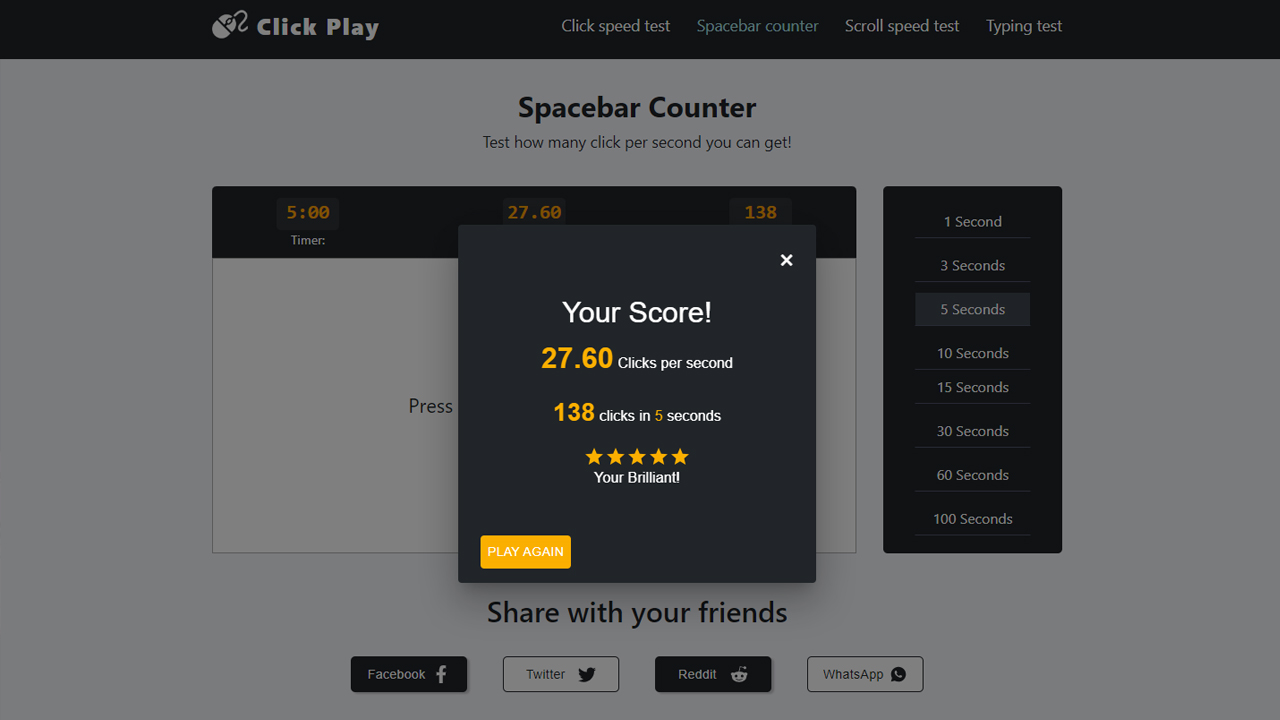 Click Play
Click speed test
Spacebar counter
Scroll speed test
Typing test
Spacebar Counter
Test how many click per second you can get!
5:00
27.60
138
Timer:
Your Score!
27.60 Clicks per second
138 clicks in 5 seconds
Your Brilliant!
PLAY AGAIN
Press
1 Second
3 Seconds
5 Seconds
10 Seconds
15 Seconds
30 Seconds
60 Seconds
100 Seconds
Share with your friends
Facebook
Twitter
Reddit
WhatsApp